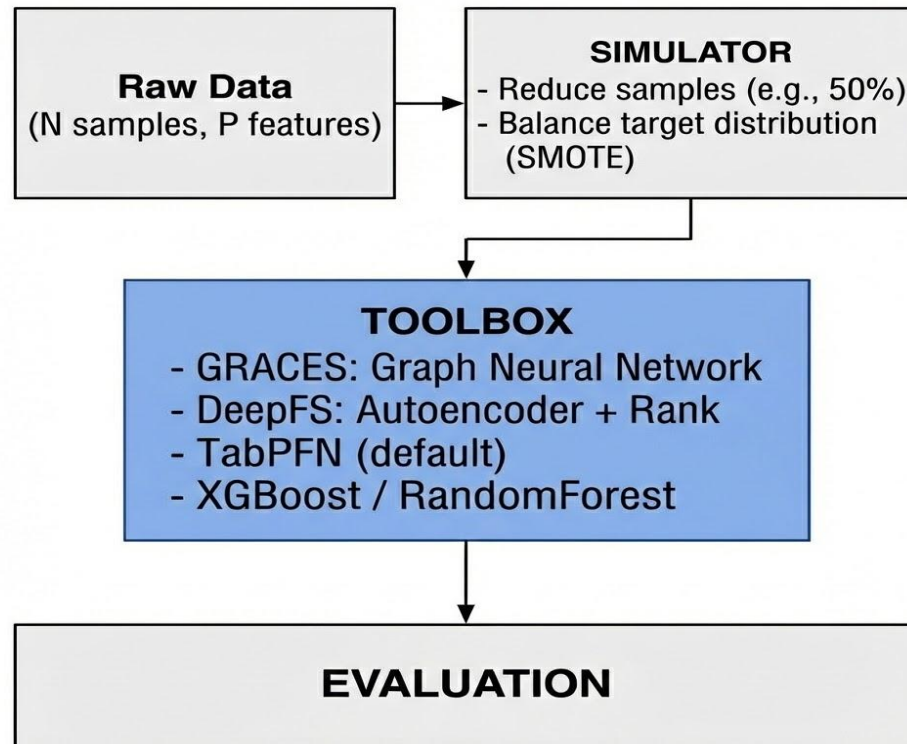 Raw Data
(N samples, P features)
SIMULATOR
- Reduce samples (e.g., 50%)
- Balance target distribution
(SMOTE)
TOOLBOX
- GRACES: Graph Neural Network
- DeepFS: Autoencoder + Rank
- TabPFN (default)
- XGBoost / RandomForest
EVALUATION